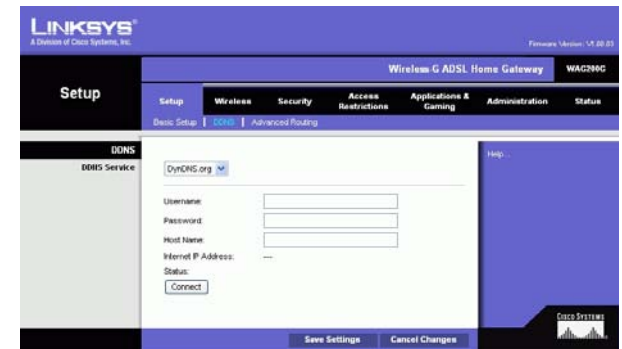 LINKSYS®
A Division of Cisco Systems, Inc.
Firmware Version: V1.00.03
Wireless-G ADSL Home Gateway WAG200G
Setup
Setup Wireless Security Access Restrictions Applications & Gaming Administration Status
Basic Setup | DDNS | Advanced Routing
DDNS
DDNS Service
DynDNS.org
Help...
Username:
Password:
Host Name:
Internet IP Address: ---
Status:
Connect
CISCO SYSTEMS
Save Settings Cancel Changes